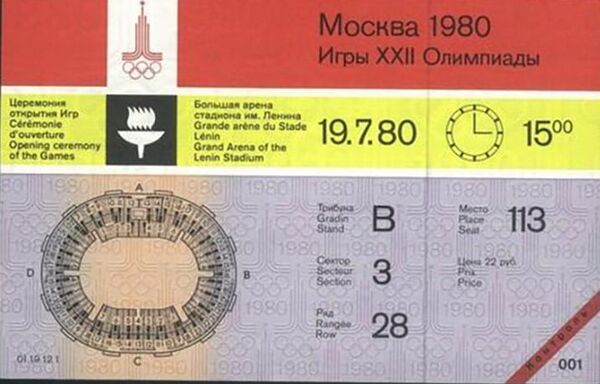 Москва 1980
Игры XXII Олимпиады
Церемония
открытия Игр
Cérémonie
d'ouverture
Opening ceremony
of the Games
Большая арена
стадиона им. Ленина
Grande arène du Stade
Lénin
Grand Arena of the
Lenin Stadium
19.7.80
15⁰⁰
A
B
C
D
Трибуна
Gradin
Stand
B
Место
Place
Seat
113
Сектор
Secteur
Section
3
Цена 22 руб.
Prix
Price
Ряд
Rangée
Row
28
01.19 12 1
Контроль
001
1980